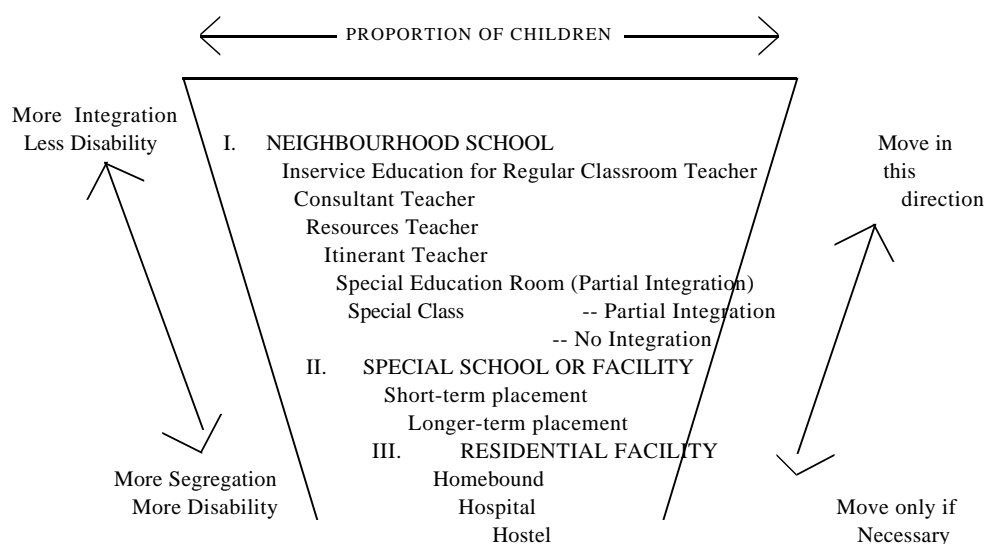 PROPORTION OF CHILDREN
More Integration
Less Disability
I. NEIGHBOURHOOD SCHOOL
Inservice Education for Regular Classroom Teacher
Consultant Teacher
Resources Teacher
Itinerant Teacher
Special Education Room (Partial Integration)
Special Class -- Partial Integration
-- No Integration
II. SPECIAL SCHOOL OR FACILITY
Short-term placement
Longer-term placement
III. RESIDENTIAL FACILITY
Homebound
Hospital
Hostel
More Segregation
More Disability
Move in
this
direction
Move only if
Necessary